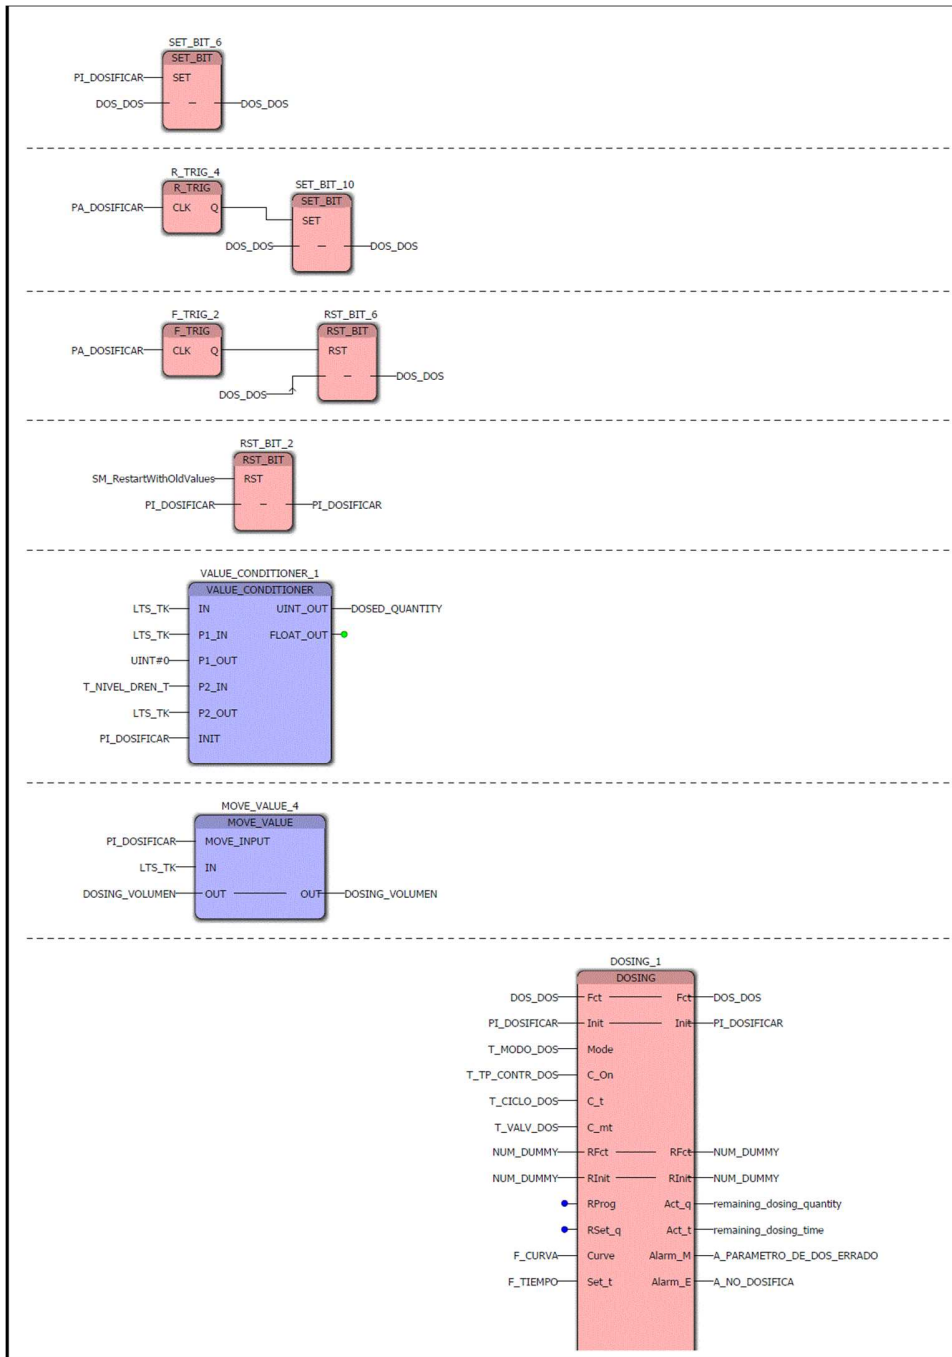 SET_BIT_6
SET_BIT
PI_DOSIFICAR SET
DOS_DOS DOS_DOS
R_TRIG_4
R_TRIG
SET_BIT_10
SET_BIT
PA_DOSIFICAR CLK Q
SET
DOS_DOS DOS_DOS
F_TRIG_2 RST_BIT_6
F_TRIG RST_BIT
PA_DOSIFICAR CLK Q RST
DOS_DOS
DOS_DOS
RST_BIT_2
RST_BIT
SM_RestartWithOldValues RST
PI_DOSIFICAR PI_DOSIFICAR
VALUE_CONDITIONER_1
VALUE_CONDITIONER
LTS_TK IN UINT_OUT DOSED_QUANTITY
LTS_TK P1_IN FLOAT_OUT
UINT#0 P1_OUT
T_NIVEL_DREN_T P2_IN
LTS_TK P2_OUT
PI_DOSIFICAR INIT
MOVE_VALUE_4
MOVE_VALUE
PI_DOSIFICAR MOVE_INPUT
LTS_TK IN
DOSING_VOLUMEN OUT OUT DOSING_VOLUMEN
DOSING_1
DOSING
DOS_DOS Fct Fct DOS_DOS
PI_DOSIFICAR Init Init PI_DOSIFICAR
T_MODO_DOS Mode
T_TP_CONTR_DOS C_On
T_CICLO_DOS C_t
T_VALV_DOS C_mt
NUM_DUMMY RFct RFct NUM_DUMMY
NUM_DUMMY RInit RInit NUM_DUMMY
RProg Act_q remaining_dosing_quantity
RSet_q Act_t remaining_dosing_time
F_CURVA Curve Alarm_M A_PARAMETRO_DE_DOS_ERRADO
F_TIEMPO Set_t Alarm_E A_NO_DOSIFICA